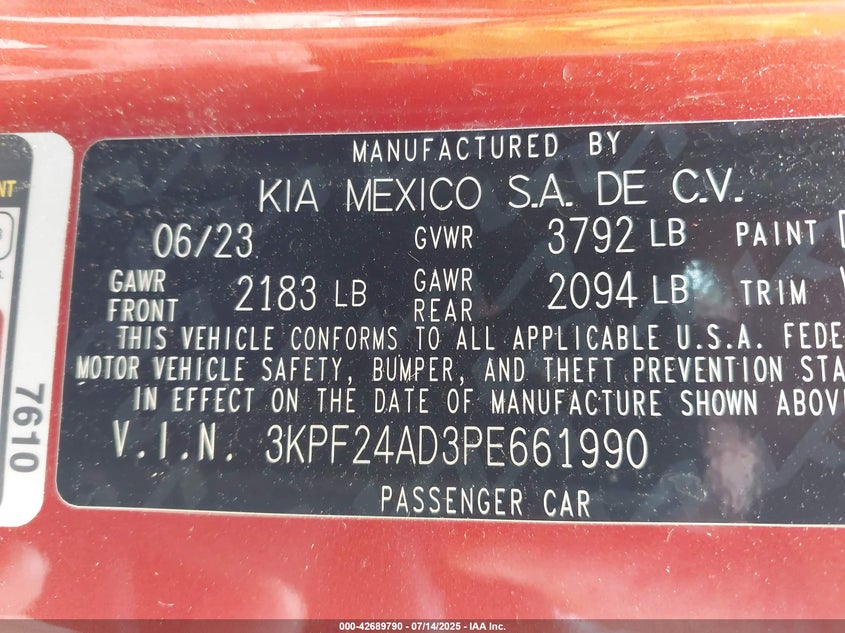 MANUFACTURED BY
KIA MEXICO S.A. DE C.V.
06/23 GVWR 3792 LB PAINT
GAWR FRONT 2183 LB GAWR REAR 2094 LB TRIM
THIS VEHICLE CONFORMS TO ALL APPLICABLE U.S.A. FEDE
MOTOR VEHICLE SAFETY, BUMPER, AND THEFT PREVENTION STA
IN EFFECT ON THE DATE OF MANUFACTURE SHOWN ABOV
V.I.N. 3KPF24AD3PE661990
PASSENGER CAR
7610
NT
000-42689790 - 07/14/2025 - IAA Inc.